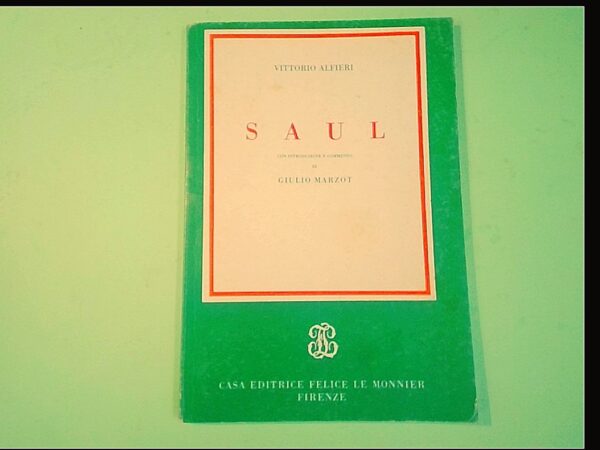 VITTORIO ALFIERI
SAUL
CON INTRODUZIONE E COMMENTO
DI
GIULIO MARZOT
CASA EDITRICE FELICE LE MONNIER
FIRENZE